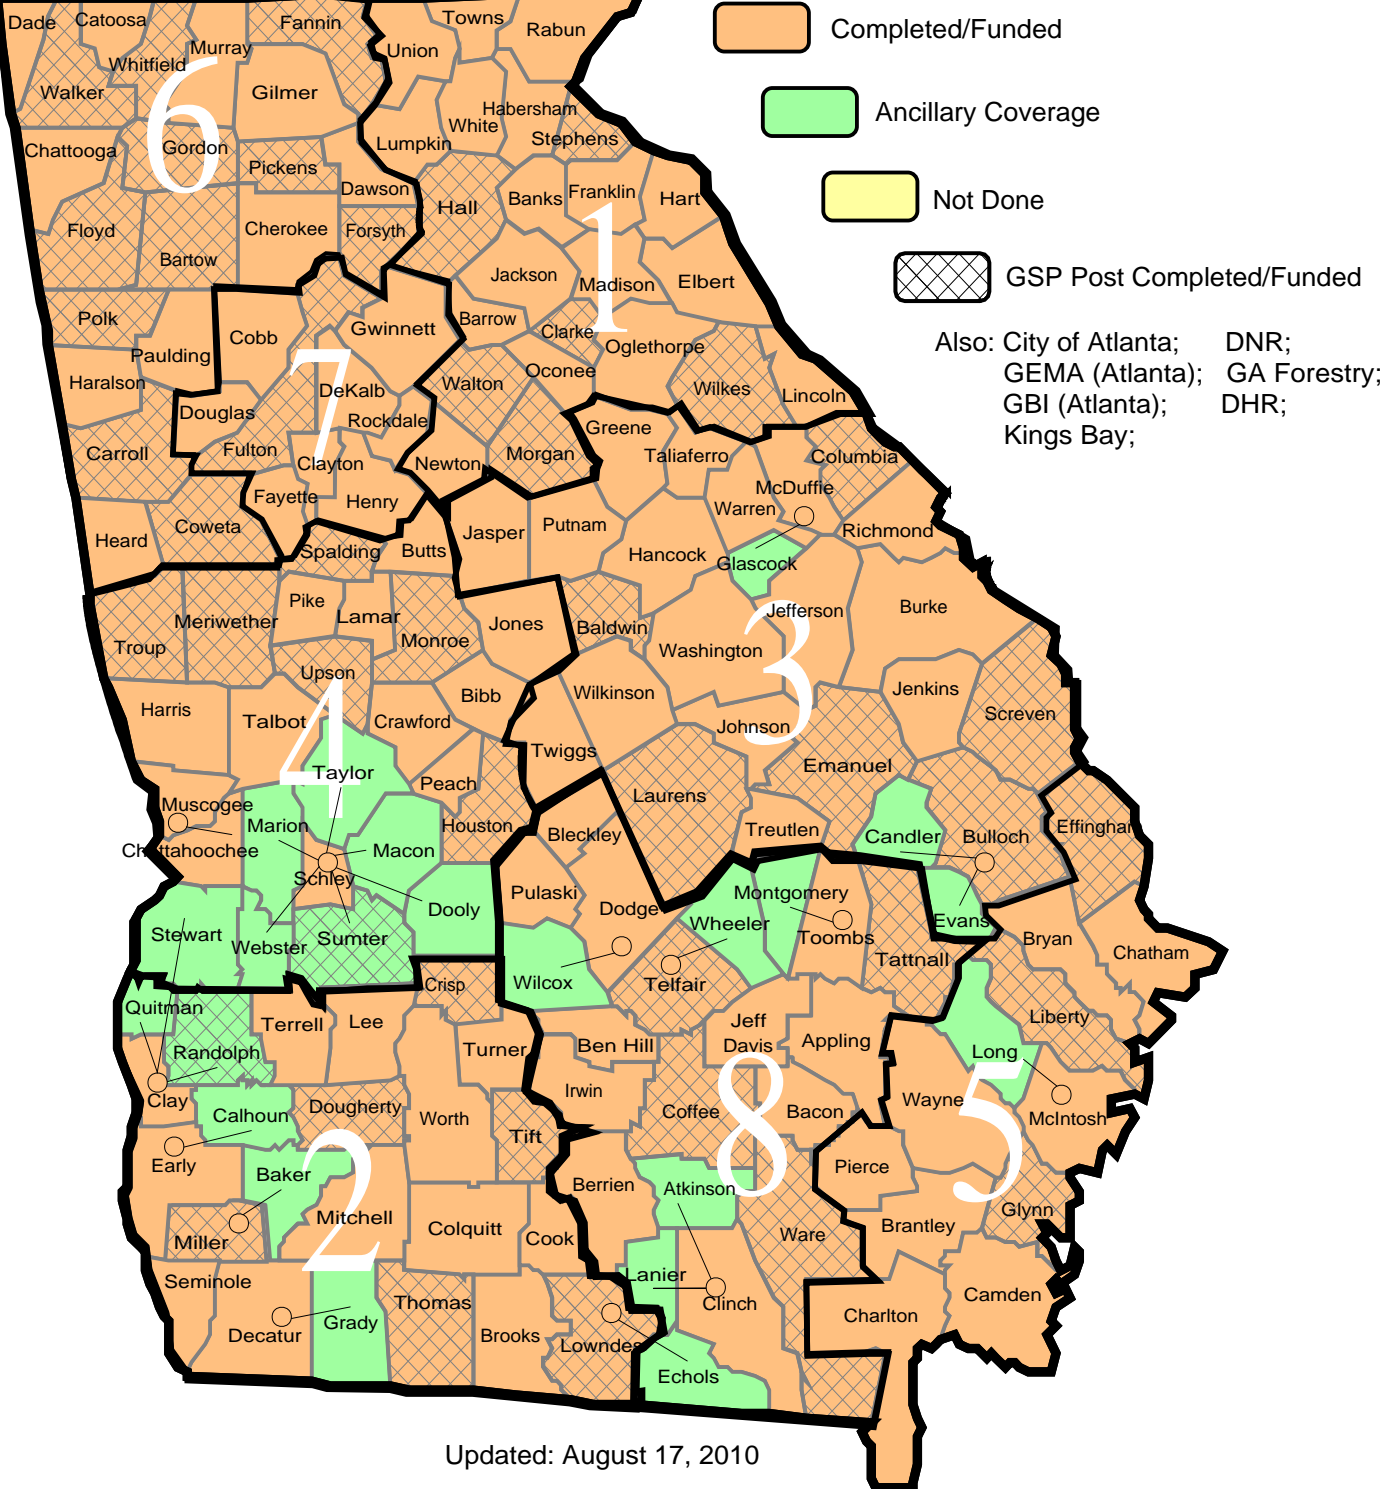 Dade
Catoosa
Fannin
Towns
Rabun
Completed/Funded
Whitfield
Murray
Union
Walker
Gilmer
Habersham
White
Stephens
Ancillary Coverage
6
Chattooga
Gordon
Pickens
Lumpkin
Dawson
Hall
Banks
Franklin
Hart
Not Done
Floyd
Bartow
Cherokee
Forsyth
1
Jackson
Madison
Elbert
GSP Post Completed/Funded
Polk
Paulding
Cobb
Gwinnett
Barrow
Clarke
Oglethorpe
Also: City of Atlanta; DNR;
GEMA (Atlanta); GA Forestry;
GBI (Atlanta); DHR;
Kings Bay;
Haralson
7
DeKalb
Walton
Oconee
Wilkes
Lincoln
Douglas
Rockdale
Greene
Carroll
Fulton
Clayton
Newton
Morgan
Taliaferro
Columbia
Fayette
Henry
McDuffie
Warren
Heard
Coweta
Spalding
Butts
Jasper
Putnam
Hancock
Richmond
Glascock
Troup
Meriwether
Pike
Lamar
Monroe
Jones
Baldwin
Washington
Jefferson
Burke
3
Upson
Harris
Talbot
4
Crawford
Bibb
Wilkinson
Johnson
Jenkins
Screven
Twiggs
Taylor
Peach
Laurens
Emanuel
Muscogee
Marion
Houston
Chattahoochee
Macon
Bleckley
Treutlen
Candler
Bulloch
Effingham
Schley
Pulaski
Dodge
Montgomery
Stewart
Webster
Sumter
Dooly
Wheeler
Toombs
Evans
Bryan
Chatham
Tattnall
Quitman
Crisp
Wilcox
Telfair
Terrell
Lee
Jeff
Davis
Appling
Liberty
Randolph
Turner
Ben Hill
Long
Clay
Calhoun
Dougherty
Worth
Irwin
Coffee
8
Bacon
Wayne
5
McIntosh
Tift
Early
Baker
2
Berrien
Atkinson
Pierce
Miller
Mitchell
Colquitt
Cook
Ware
Brantley
Glynn
Seminole
Lanier
Decatur
Grady
Thomas
Brooks
Lowndes
Clinch
Charlton
Camden
Echols
Updated: August 17, 2010